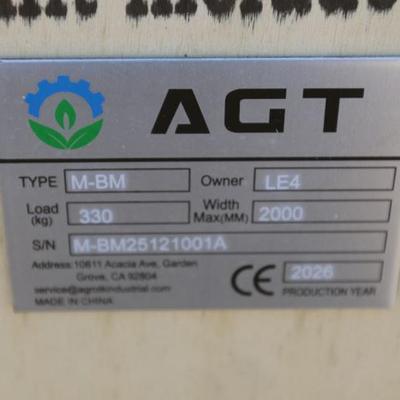 AGT
TYPE M-BM Owner LE4
Load (kg) 330 Width Max(MM) 2000
S/N M-BM25121001A
Address:10611 Acacia Ave, Garden
Grove, CA 92804
service@agrotkindustrial.com
MADE IN CHINA
CE 2026
PRODUCTION YEAR